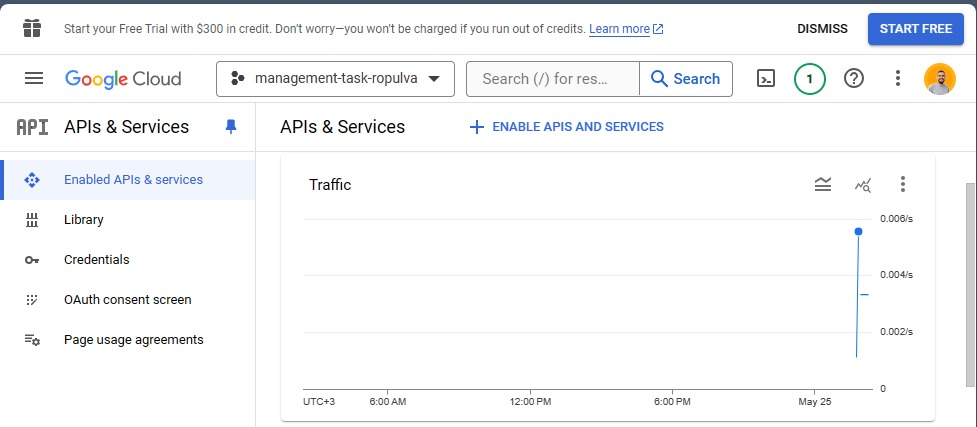 Start your Free Trial with $300 in credit. Don't worry—you won't be charged if you run out of credits. Learn more
DISMISS
START FREE
Google Cloud
management-task-ropulva
Search (/) for res...
Search
1
API
APIs & Services
APIs & Services
ENABLE APIS AND SERVICES
Enabled APIs & services
Library
Credentials
OAuth consent screen
Page usage agreements
Traffic
0.006/s
0.004/s
0.002/s
0
UTC+3 6:00 AM 12:00 PM 6:00 PM May 25